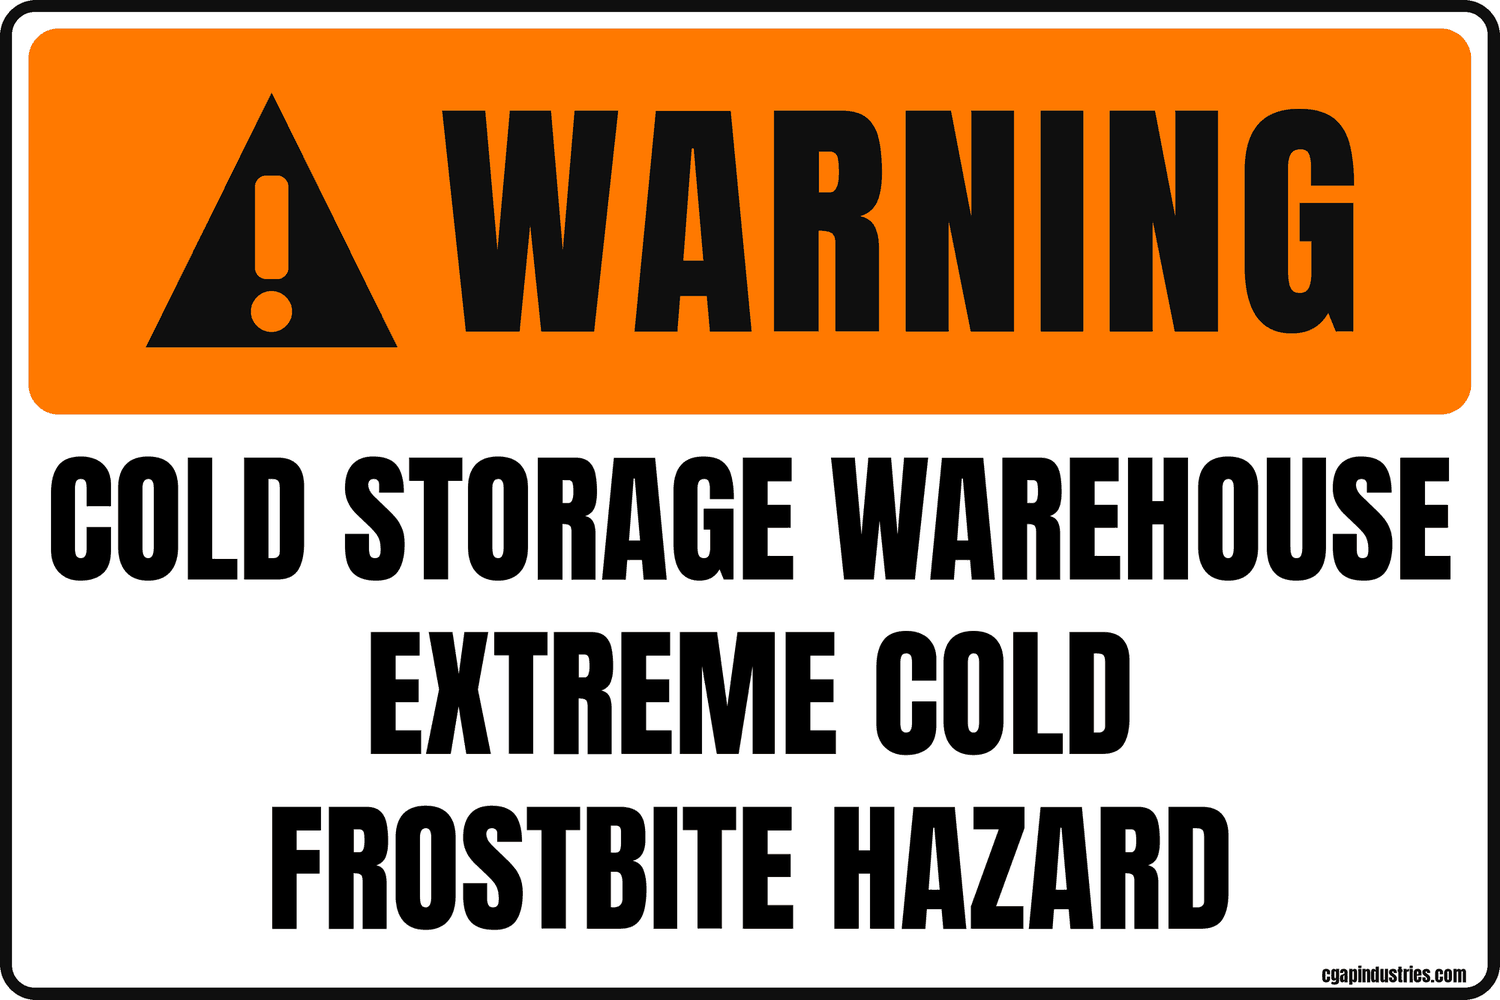 WARNING
COLD STORAGE WAREHOUSE
EXTREME COLD
FROSTBITE HAZARD
cgapindustries.com